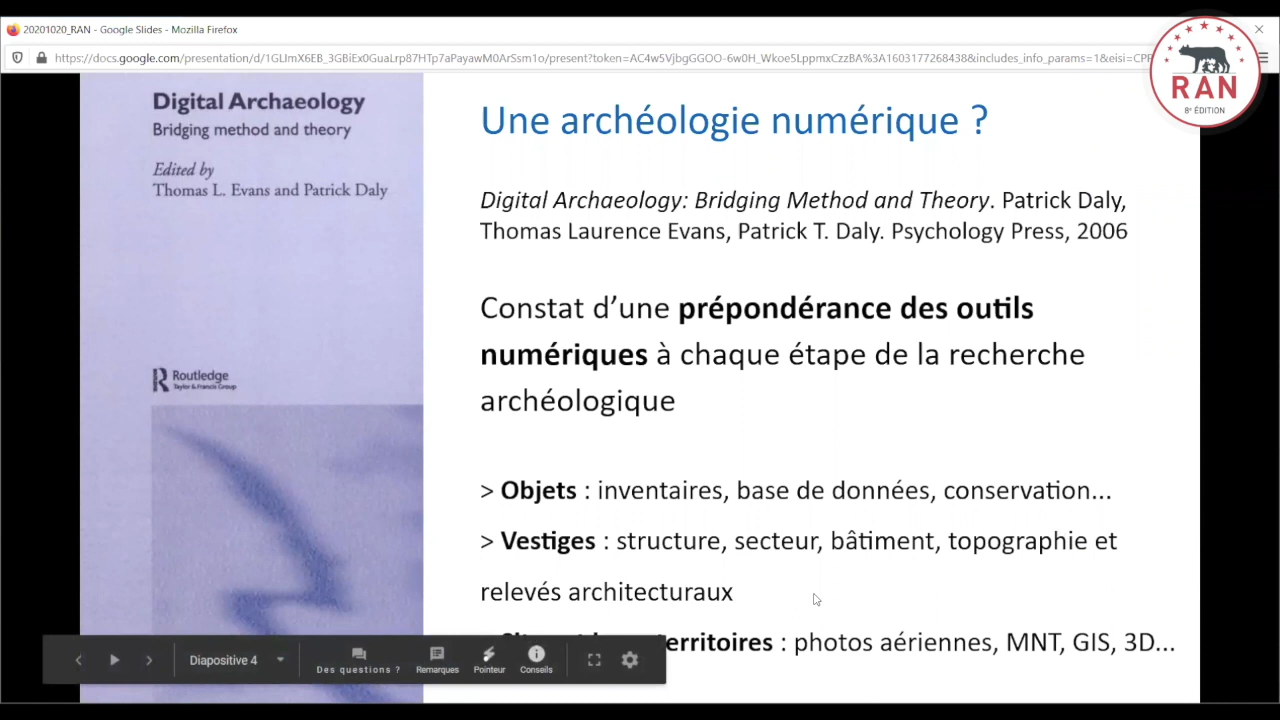 20201020_RAN - Google Slides - Mozilla Firefox
RAN
8e ÉDITION
Digital Archaeology
Bridging method and theory
Edited by
Thomas L. Evans and Patrick Daly
Routledge
Taylor & Francis Group
Une archéologie numérique ?
Digital Archaeology: Bridging Method and Theory. Patrick Daly,
Thomas Laurence Evans, Patrick T. Daly. Psychology Press, 2006
Constat d’une prépondérance des outils
numériques à chaque étape de la recherche
archéologique
> Objets : inventaires, base de données, conservation...
> Vestiges : structure, secteur, bâtiment, topographie et
relevés architecturaux
erritoires : photos aériennes, MNT, GIS, 3D...
Diapositive 4
Des questions ?
Remarques
Pointeur
Conseils